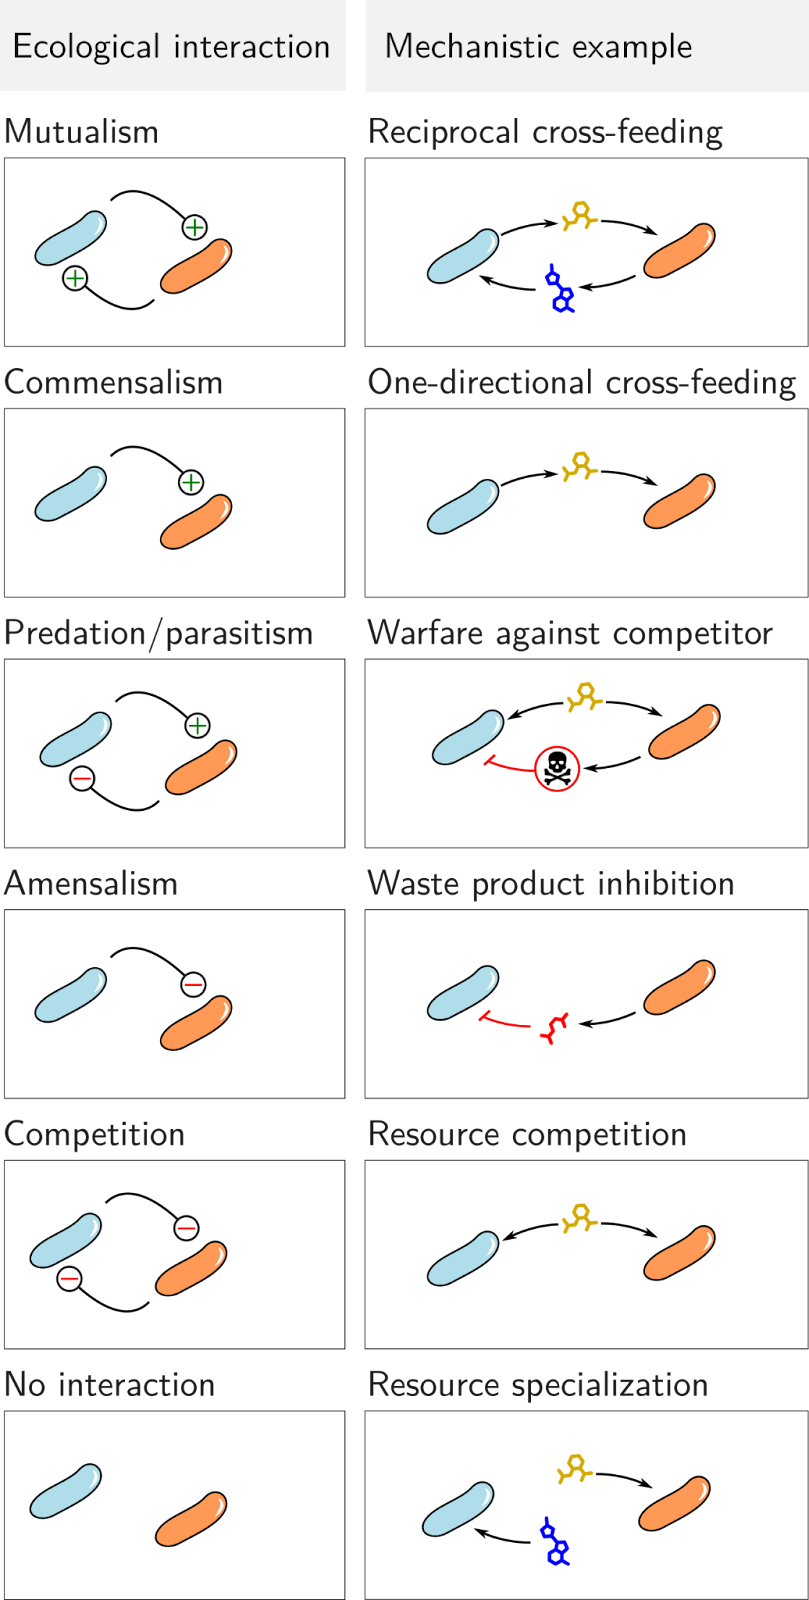 Ecological interaction
Mechanistic example
Mutualism
Reciprocal cross-feeding
Commensalism
One-directional cross-feeding
Predation/parasitism
Warfare against competitor
Amensalism
Waste product inhibition
Competition
Resource competition
No interaction
Resource specialization